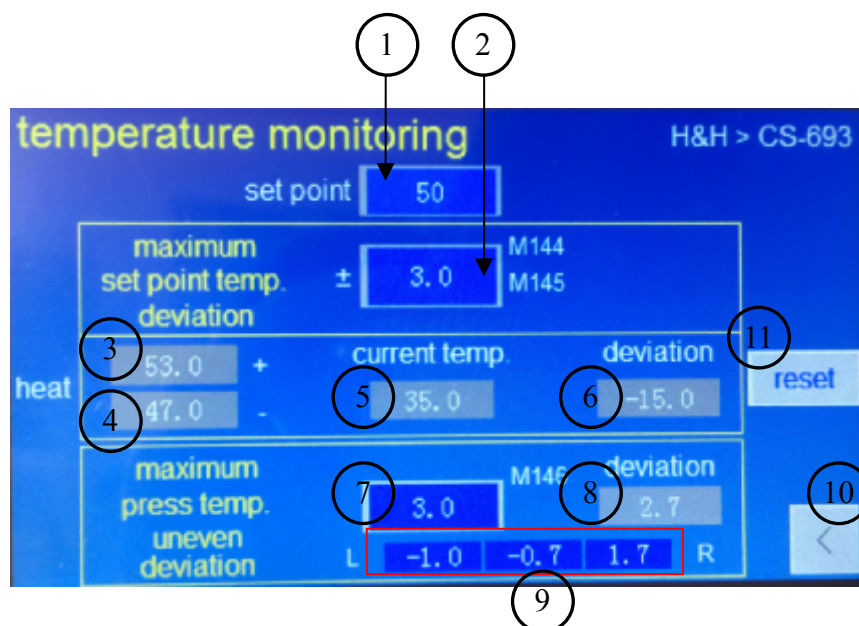 1 2
temperature monitoring H&H > CS-693
set point 50
maximum M144
set point temp. ± 3.0 M145
deviation
3 current temp. deviation 11
53.0 +
heat 5 35.0 6 -15.0 reset
4 47.0 -
maximum M146 deviation
7 8 10
press temp. 3.0 2.7 <
uneven
deviation L -1.0 -0.7 1.7 R
9